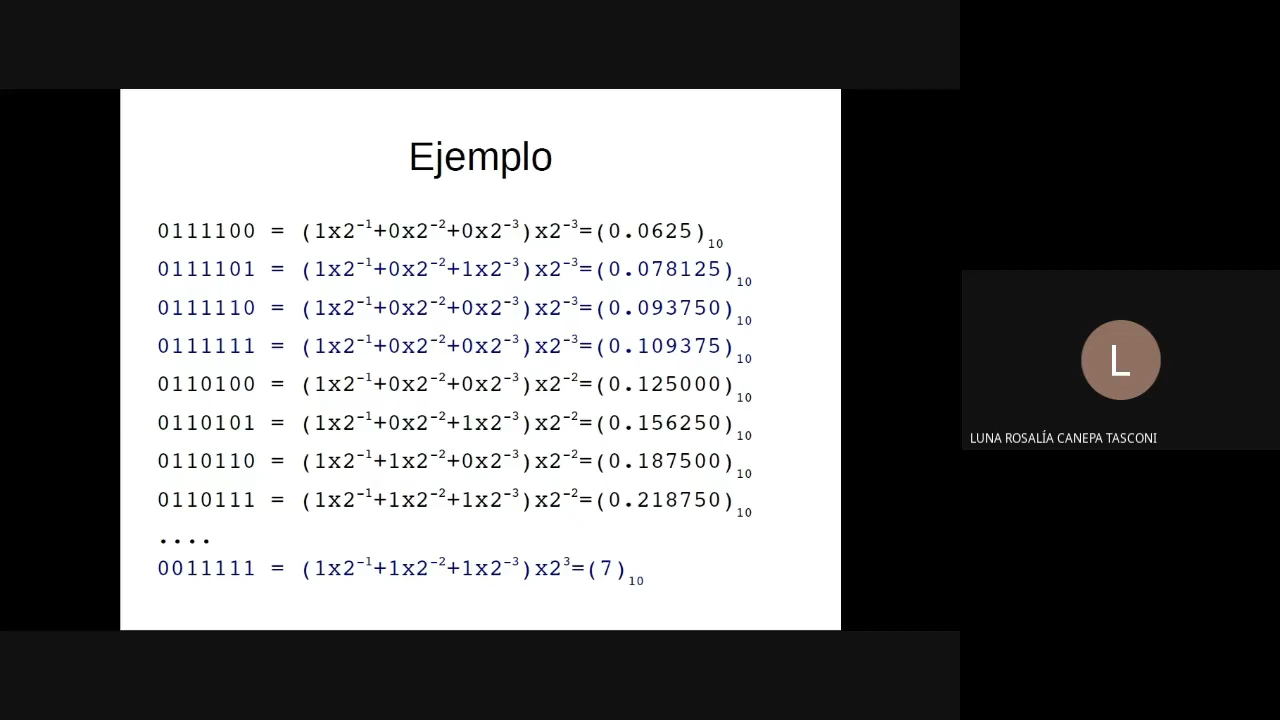 Ejemplo
0111100 = (1x2⁻¹+0x2⁻²+0x2⁻³)x2⁻³=(0.0625)₁₀
0111101 = (1x2⁻¹+0x2⁻²+1x2⁻³)x2⁻³=(0.078125)₁₀
0111110 = (1x2⁻¹+0x2⁻²+0x2⁻³)x2⁻³=(0.093750)₁₀
0111111 = (1x2⁻¹+0x2⁻²+0x2⁻³)x2⁻³=(0.109375)₁₀
0110100 = (1x2⁻¹+0x2⁻²+0x2⁻³)x2⁻²=(0.125000)₁₀
0110101 = (1x2⁻¹+0x2⁻²+1x2⁻³)x2⁻²=(0.156250)₁₀
0110110 = (1x2⁻¹+1x2⁻²+0x2⁻³)x2⁻²=(0.187500)₁₀
0110111 = (1x2⁻¹+1x2⁻²+1x2⁻³)x2⁻²=(0.218750)₁₀
....
0011111 = (1x2⁻¹+1x2⁻²+1x2⁻³)x2³=(7)₁₀
L
LUNA ROSALÍA CANEPA TASCONI